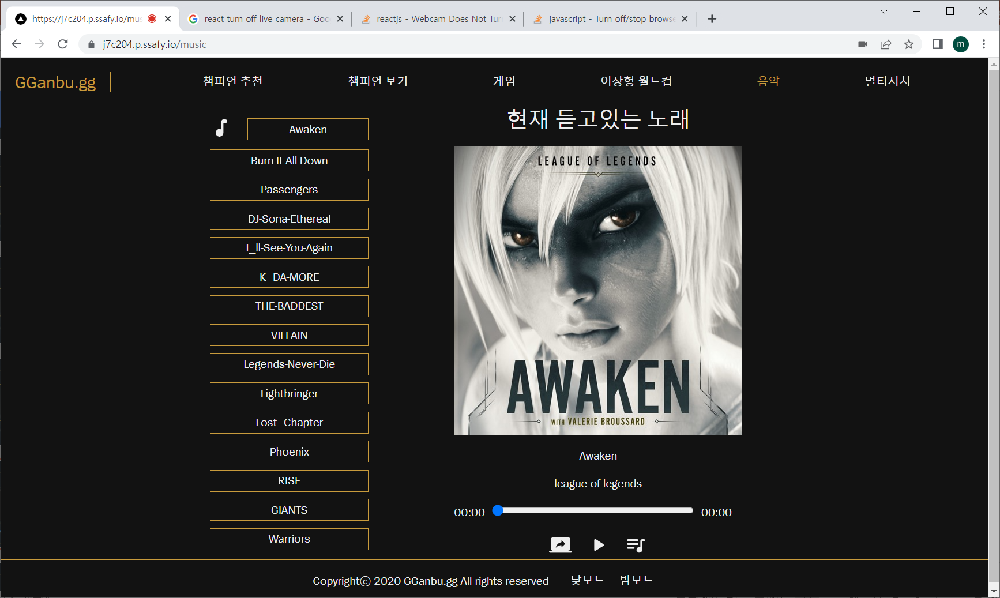 https://j7c204.p.ssafy.io/mus
react turn off live camera - Goo
reactjs - Webcam Does Not Tur
javascript - Turn off/stop browse
j7c204.p.ssafy.io/music
m
GGanbu.gg
챔피언 추천
챔피언 보기
게임
이상형 월드컵
음악
멀티서치
Awaken
Burn-It-All-Down
Passengers
DJ-Sona-Ethereal
I_ll-See-You-Again
K_DA-MORE
THE-BADDEST
VILLAIN
Legends-Never-Die
Lightbringer
Lost_Chapter
Phoenix
RISE
GIANTS
Warriors
현재 듣고있는 노래
LEAGUE OF LEGENDS
AWAKEN
WITH VALERIE BROUSSARD
Awaken
league of legends
00:00 00:00
Copyrightⓒ 2020 GGanbu.gg All rights reserved 낮모드 밤모드